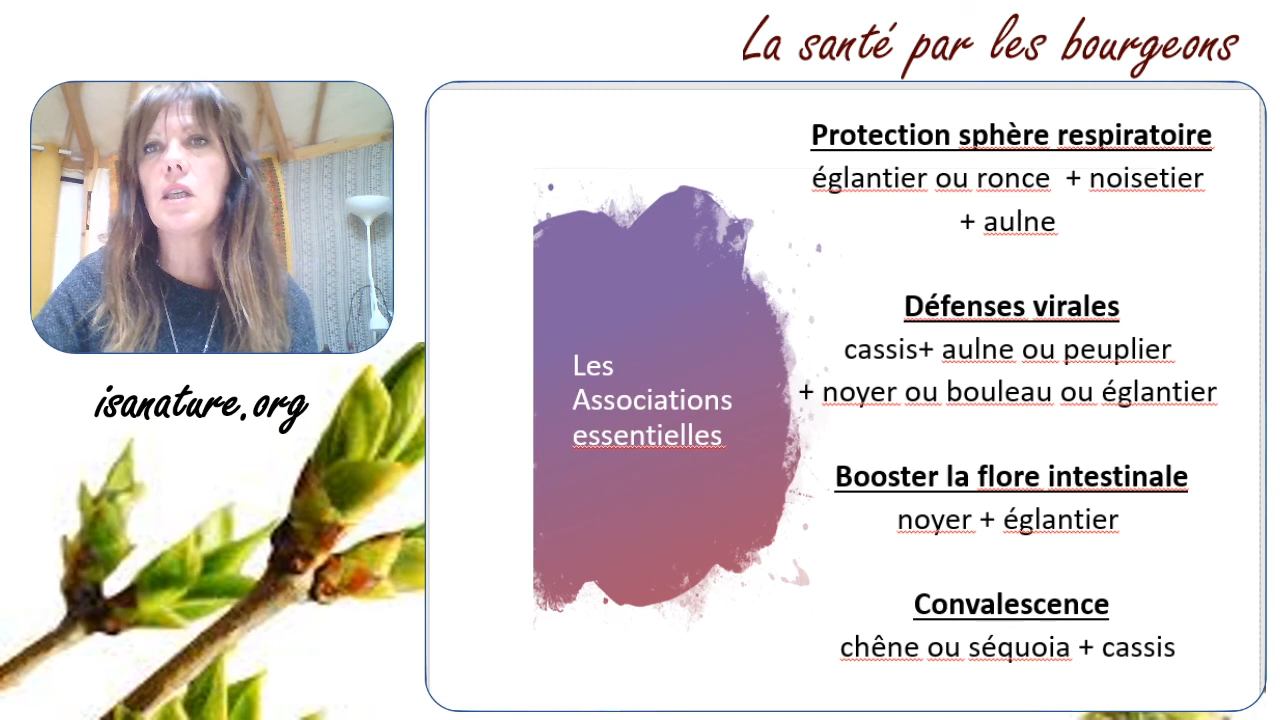 La santé par les bourgeons
isanature.org
Les
Associations
essentielles
Protection sphère respiratoire
églantier ou ronce + noisetier
+ aulne
Défenses virales
cassis+ aulne ou peuplier
+ noyer ou bouleau ou églantier
Booster la flore intestinale
noyer + églantier
Convalescence
chêne ou séquoia + cassis